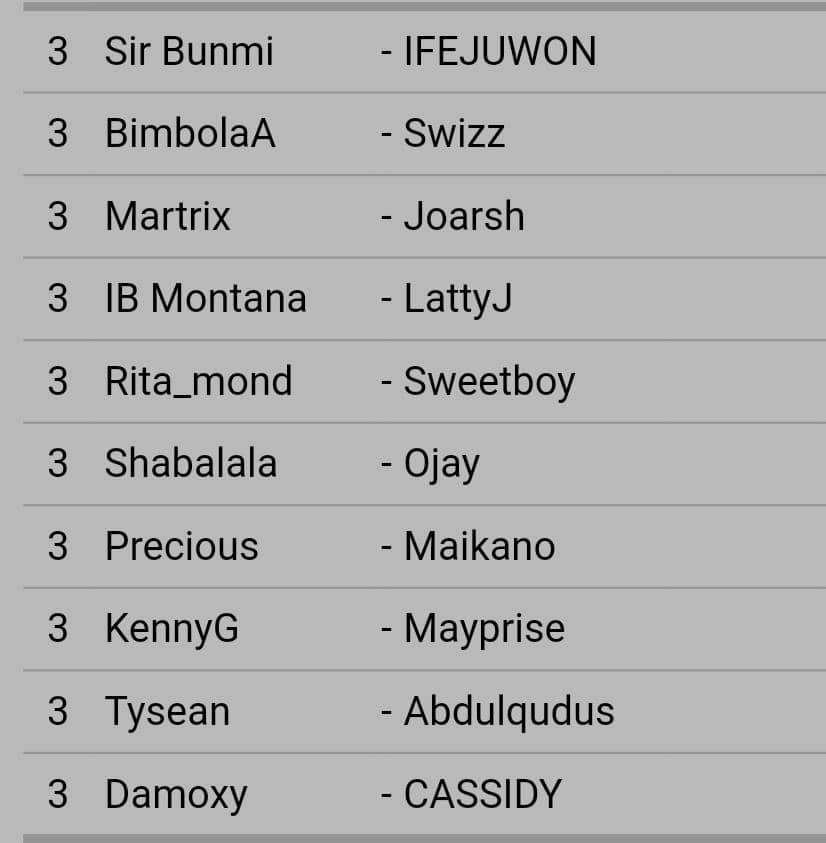 3 Sir Bunmi - IFEJUWON
3 BimbolaA - Swizz
3 Martrix - Joarsh
3 IB Montana - LattyJ
3 Rita_mond - Sweetboy
3 Shabalala - Ojay
3 Precious - Maikano
3 KennyG - Mayprise
3 Tysean - Abdulqudus
3 Damoxy - CASSIDY